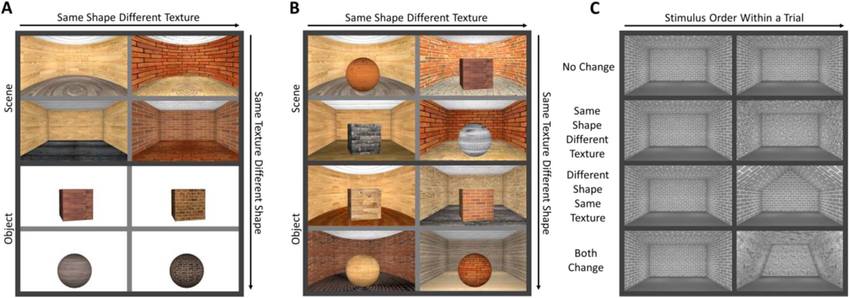 A
Same Shape Different Texture
Scene
Object
Same Texture Different Shape
B
Same Shape Different Texture
Scene
Object
Same Texture Different Shape
C
Stimulus Order Within a Trial
No Change
Same
Shape
Different
Texture
Different
Shape
Same
Texture
Both
Change